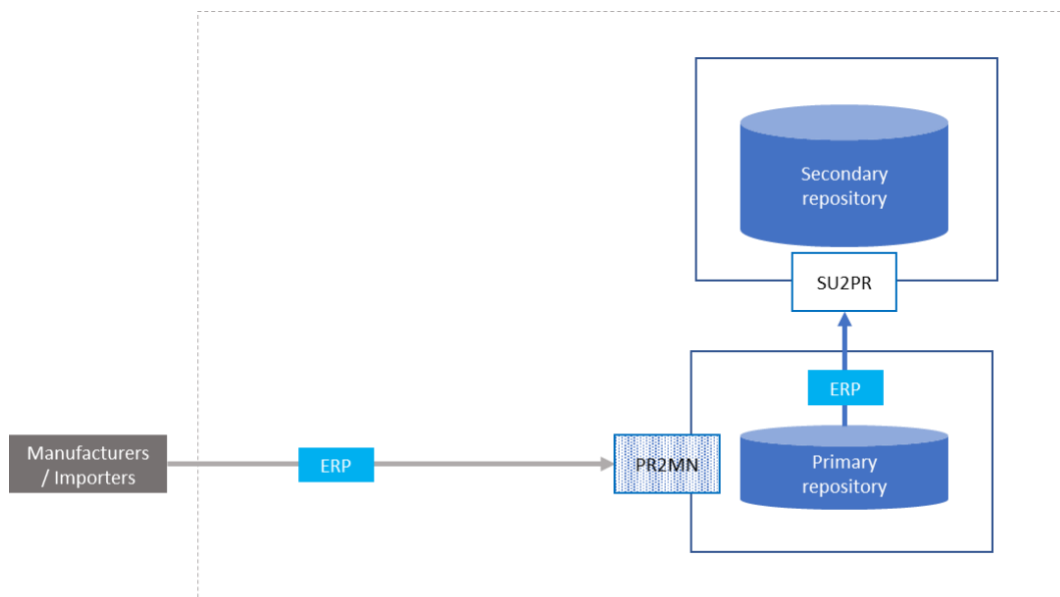 Secondary
repository
SU2PR
ERP
Manufacturers
/ Importers
ERP
PR2MN
Primary
repository